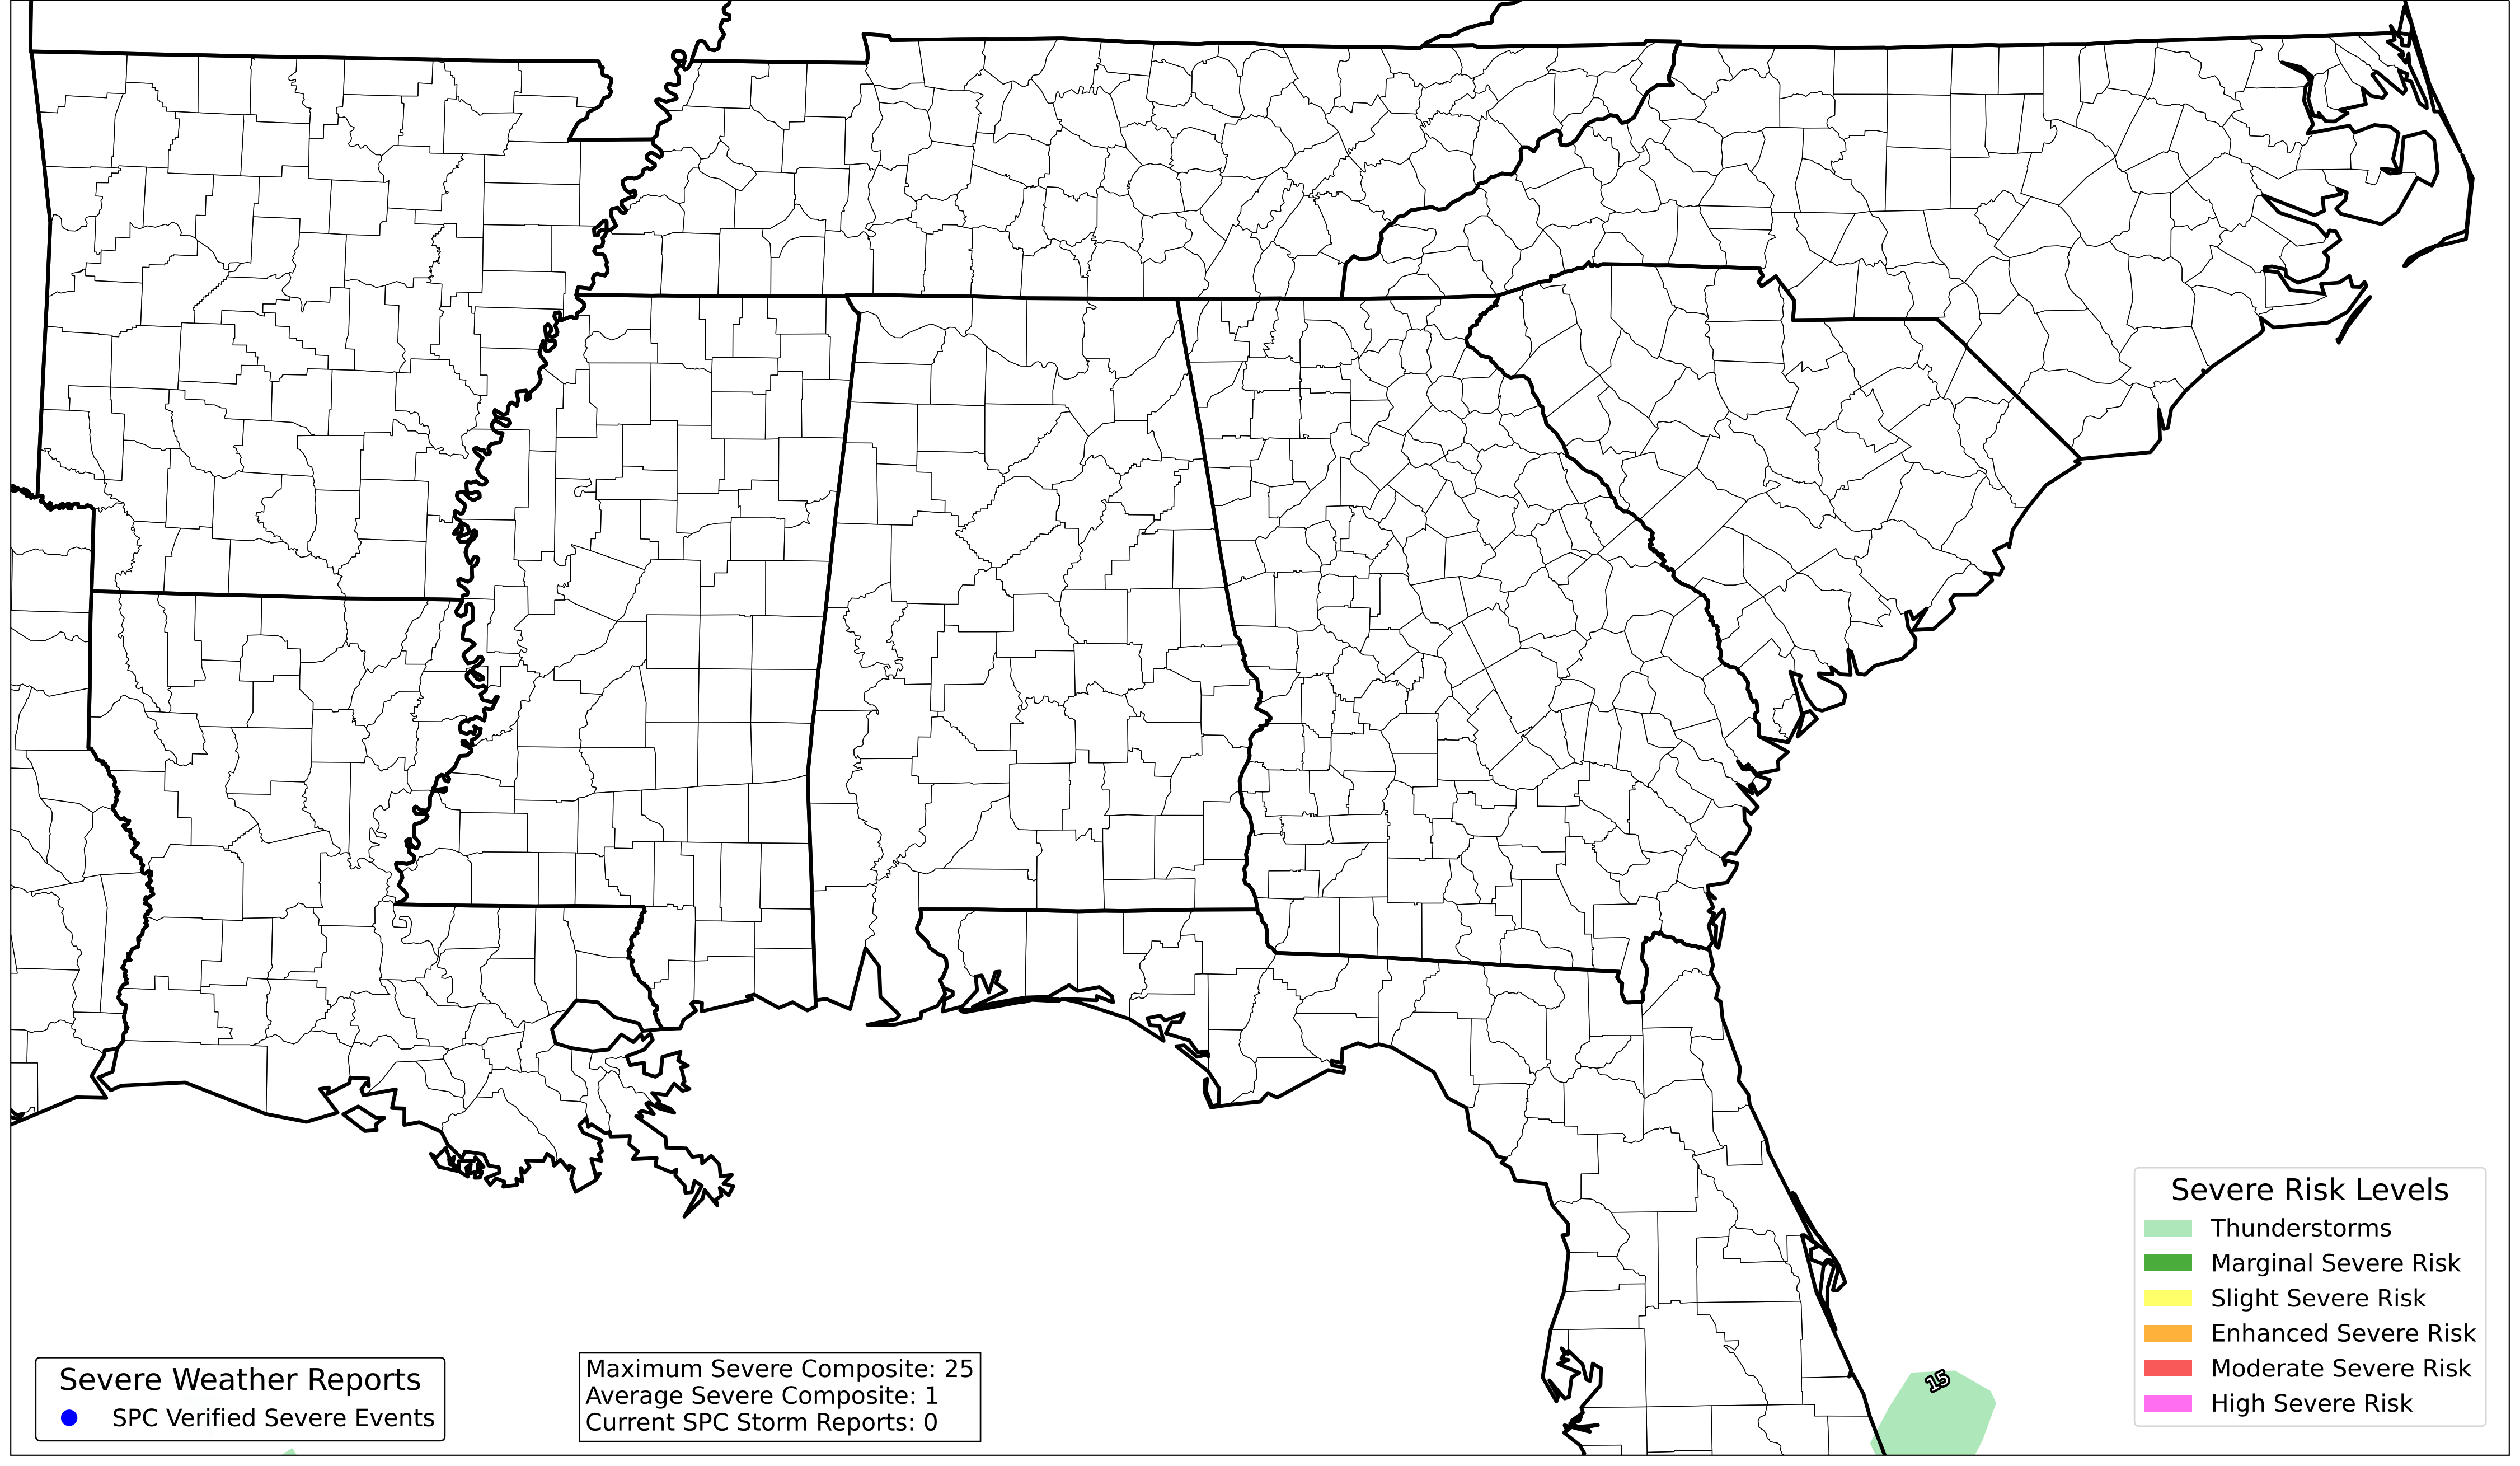 Severe Risk Levels
Thunderstorms
Marginal Severe Risk
Slight Severe Risk
Enhanced Severe Risk
Moderate Severe Risk
High Severe Risk
Severe Weather Reports
SPC Verified Severe Events
Maximum Severe Composite: 25
Average Severe Composite: 1
Current SPC Storm Reports: 0
15